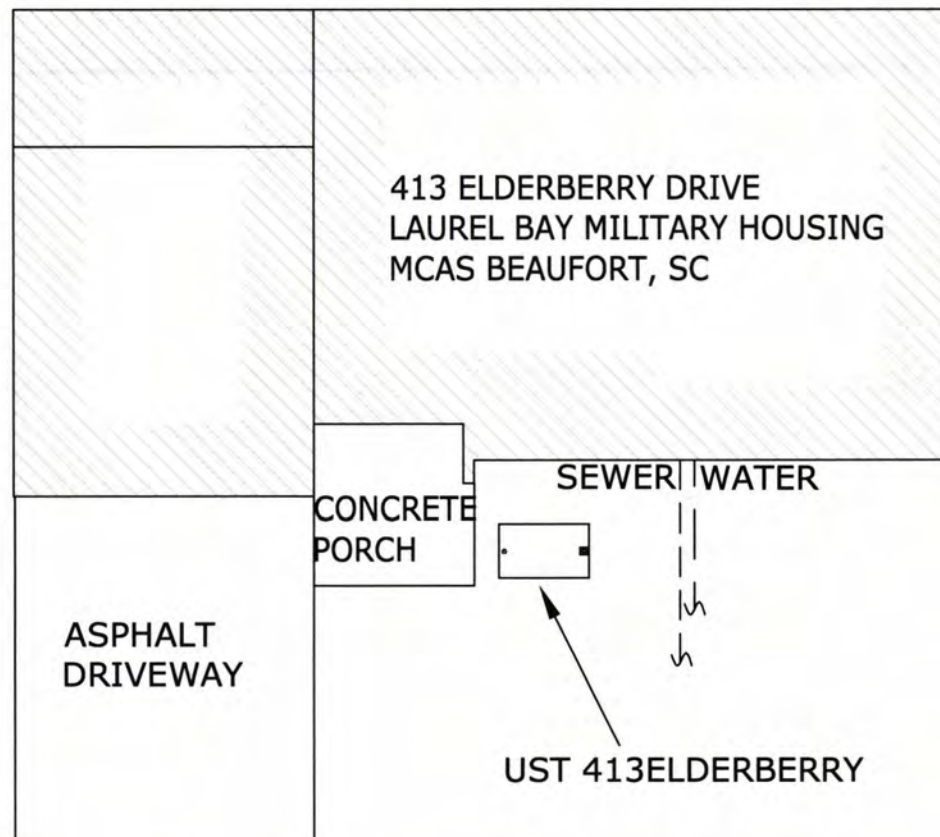 413 ELDERBERRY DRIVE
LAUREL BAY MILITARY HOUSING
MCAS BEAUFORT, SC
SEWER
WATER
CONCRETE
PORCH
ASPHALT
DRIVEWAY
UST 413ELDERBERRY